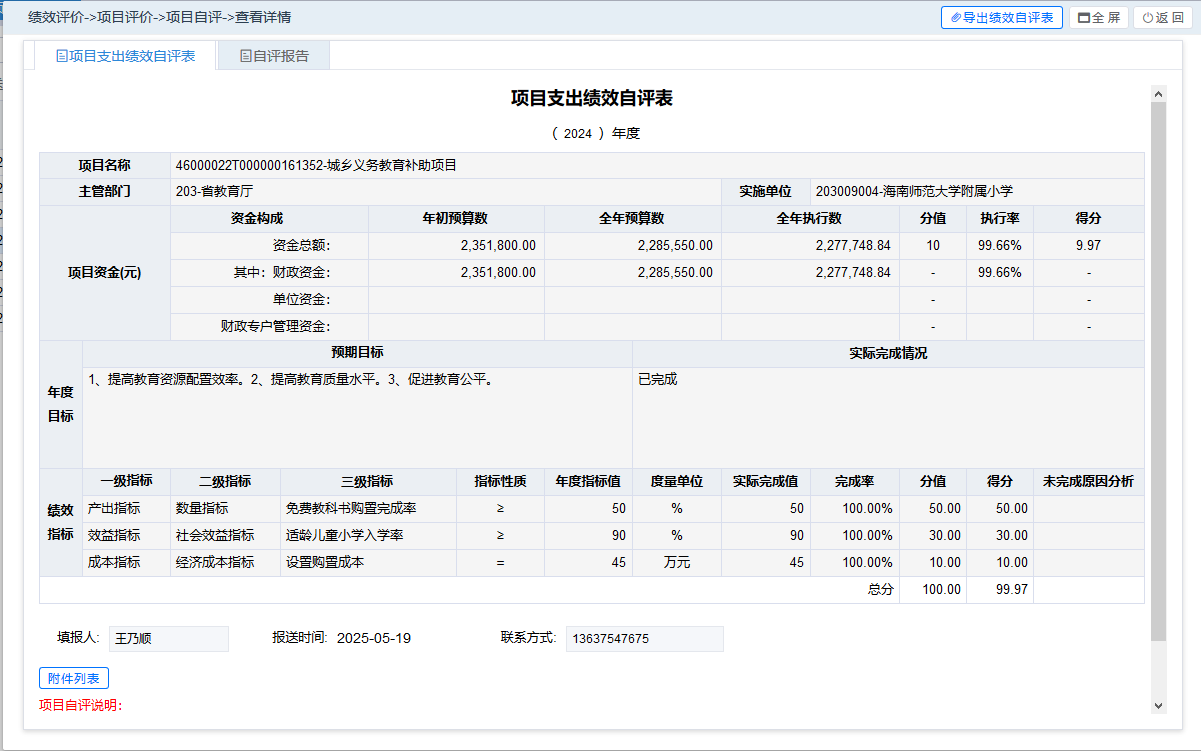 绩效评价->项目评价->项目自评->查看详情 导出绩效自评表 全 屏 返 回
项目支出绩效自评表 自评报告
项目支出绩效自评表
( 2024 ) 年度
项目名称 46000022T000000161352-城乡义务教育补助项目
主管部门 203-省教育厅 实施单位 203009004-海南师范大学附属小学
项目资金(元) 资金构成 年初预算数 全年预算数 全年执行数 分值 执行率 得分
资金总额： 2,351,800.00 2,285,550.00 2,277,748.84 10 99.66% 9.97
其中：财政资金： 2,351,800.00 2,285,550.00 2,277,748.84 - 99.66% -
单位资金： - -
财政专户管理资金： - -
年度目标 预期目标 实际完成情况
1、提高教育资源配置效率。2、提高教育质量水平。3、促进教育公平。 已完成
绩效指标 一级指标 二级指标 三级指标 指标性质 年度指标值 度量单位 实际完成值 完成率 分值 得分 未完成原因分析
产出指标 数量指标 免费教科书购置完成率 ≥ 50 % 50 100.00% 50.00 50.00
效益指标 社会效益指标 适龄儿童小学入学率 ≥ 90 % 90 100.00% 30.00 30.00
成本指标 经济成本指标 设置购置成本 = 45 万元 45 100.00% 10.00 10.00
总分 100.00 99.97
填报人: 王乃顺 报送时间: 2025-05-19 联系方式: 13637547675
附件列表
项目自评说明: